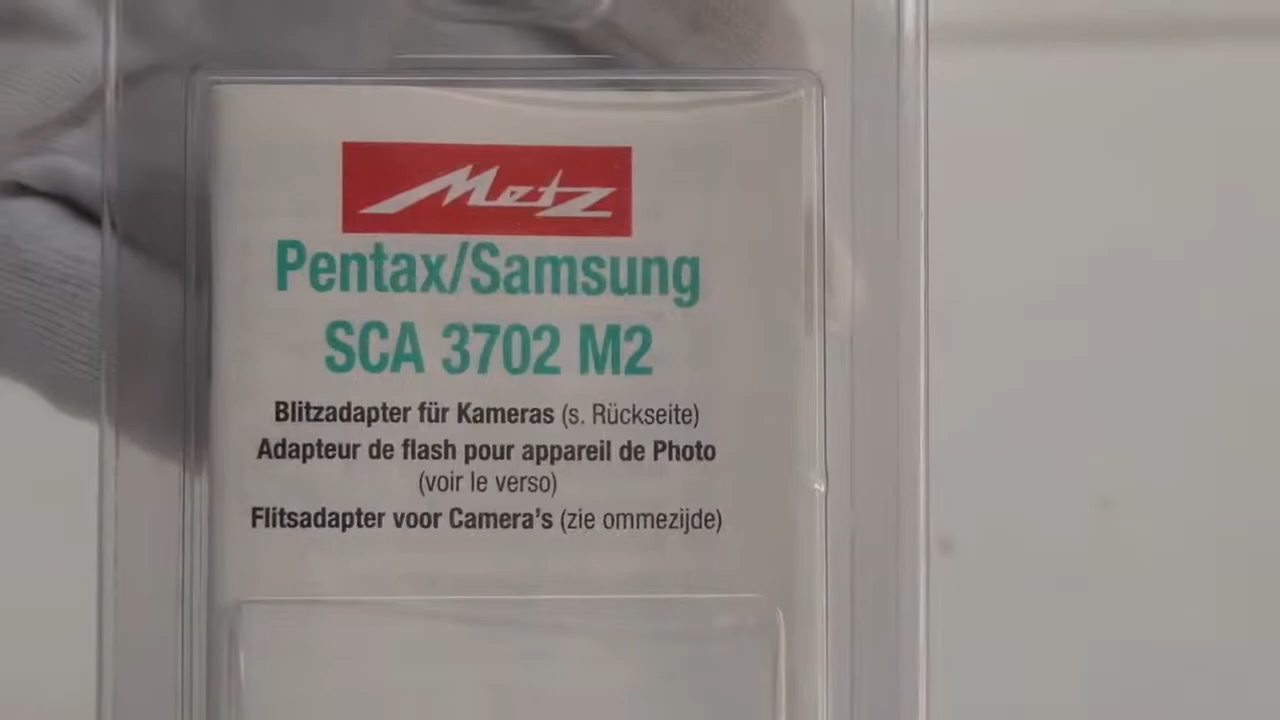 Metz
Pentax/Samsung
SCA 3702 M2
Blitzadapter für Kameras (s. Rückseite)
Adapteur de flash pour appareil de Photo
(voir le verso)
Flitsadapter voor Camera's (zie ommezijde)